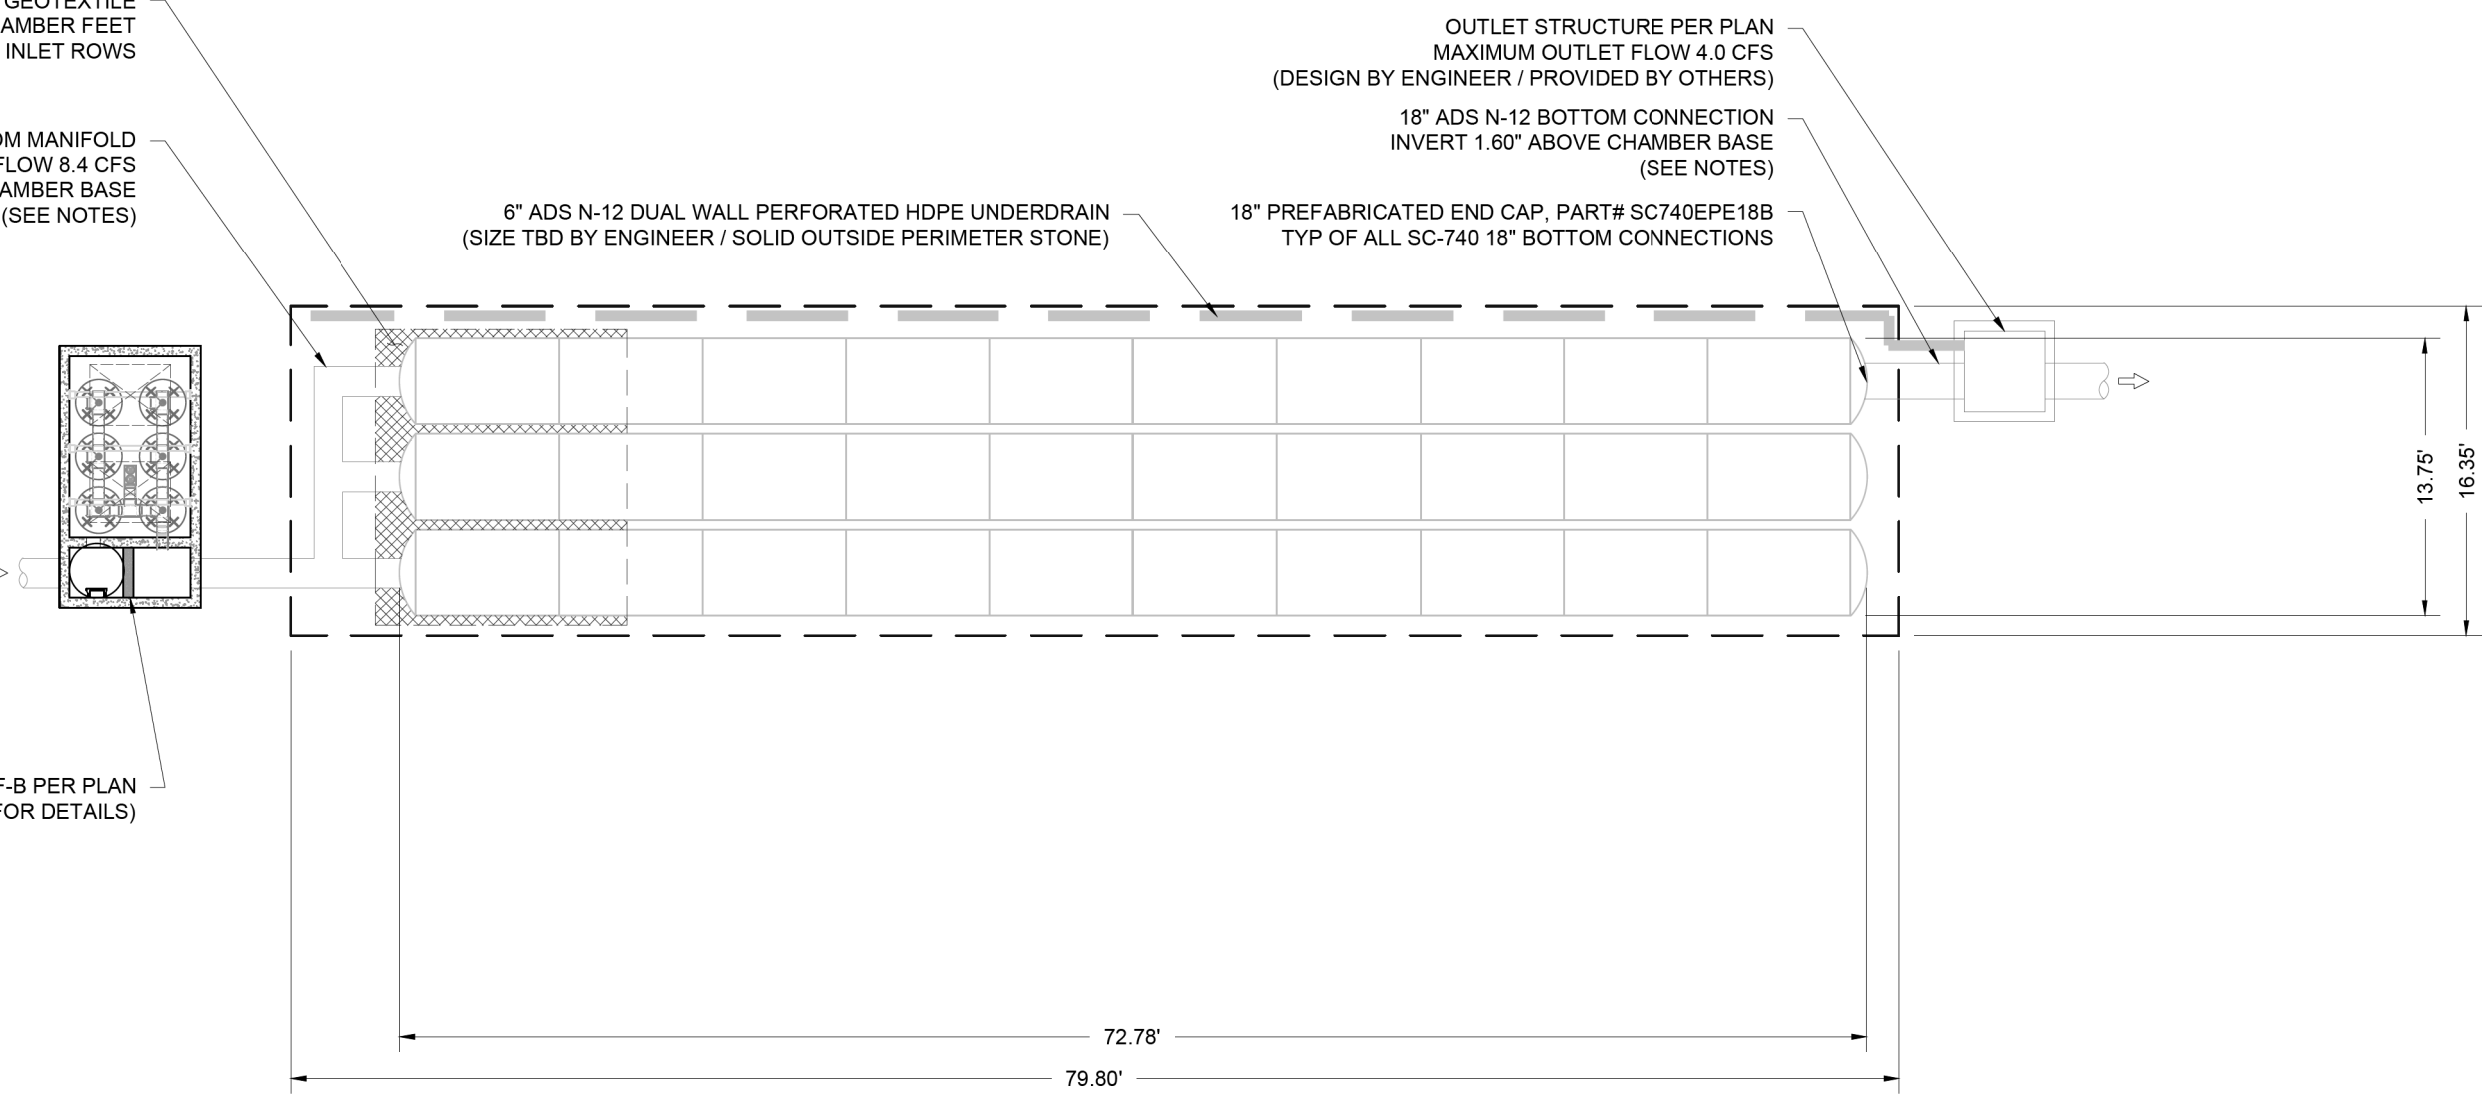 GEOTEXTILE
AMBER FEET
INLET ROWS
OM MANIFOLD
FLOW 8.4 CFS
AMBER BASE
(SEE NOTES)
6" ADS N-12 DUAL WALL PERFORATED HDPE UNDERDRAIN
(SIZE TBD BY ENGINEER / SOLID OUTSIDE PERIMETER STONE)
OUTLET STRUCTURE PER PLAN
MAXIMUM OUTLET FLOW 4.0 CFS
(DESIGN BY ENGINEER / PROVIDED BY OTHERS)
18" ADS N-12 BOTTOM CONNECTION
INVERT 1.60" ABOVE CHAMBER BASE
(SEE NOTES)
18" PREFABRICATED END CAP, PART# SC740EPE18B
TYP OF ALL SC-740 18" BOTTOM CONNECTIONS
13.75'
16.35'
F-B PER PLAN
FOR DETAILS)
72.78'
79.80'